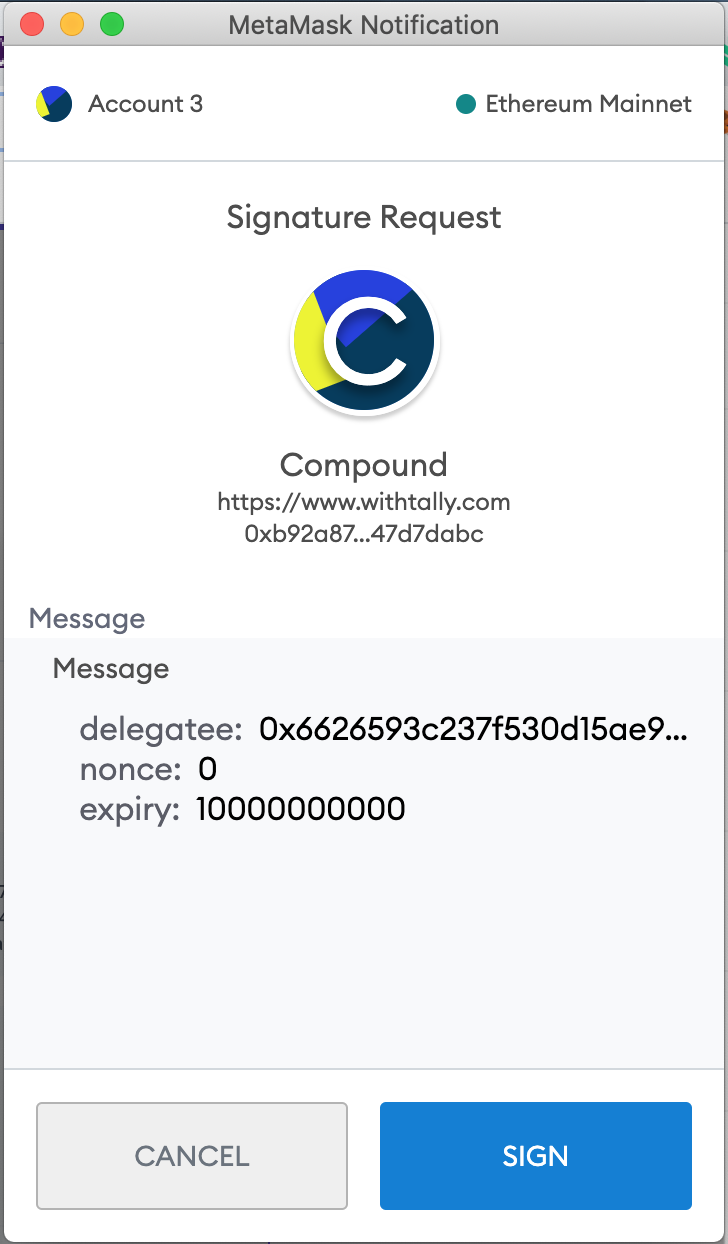 MetaMask Notification
Account 3
Ethereum Mainnet
Signature Request
C
Compound
https://www.withtally.com
0xb92a87...47d7dabc
Message
Message
delegatee: 0x6626593c237f530d15ae9...
nonce: 0
expiry: 10000000000
CANCEL
SIGN